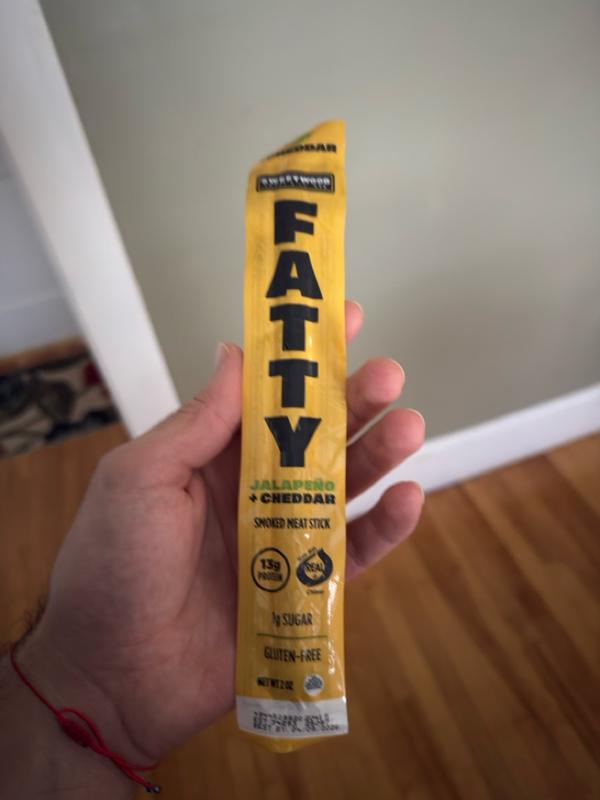 CHEDDAR
SWEETWOOD
FATTY
JALAPEÑO
+ CHEDDAR
SMOKED MEAT STICK
13g
PROTEIN
REAL
Cheese
1g SUGAR
GLUTEN-FREE
NET WT 2 OZ